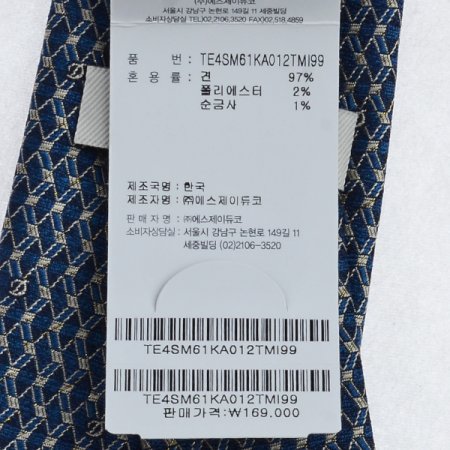 (주)에스제이듀코
서울시 강남구 논현로 149길 11 세중빌딩
소비자상담실 TEL)02.2106.3520 FAX)02.518.4859
품 번 : TE4SM61KA012TMI99
혼 용 률 : 견 97%
폴리에스터 2%
순금사 1%
제조국명 : 한국
제조자명 : ㈜에스제이듀코
판 매 자 명 : ㈜에스제이듀코
소비자상담실 : 서울시 강남구 논현로 149길 11
세중빌딩 (02)2106-3520
TE4SM61KA012TMI99
TE4SM61KA012TMI99
판매가격:₩169,000